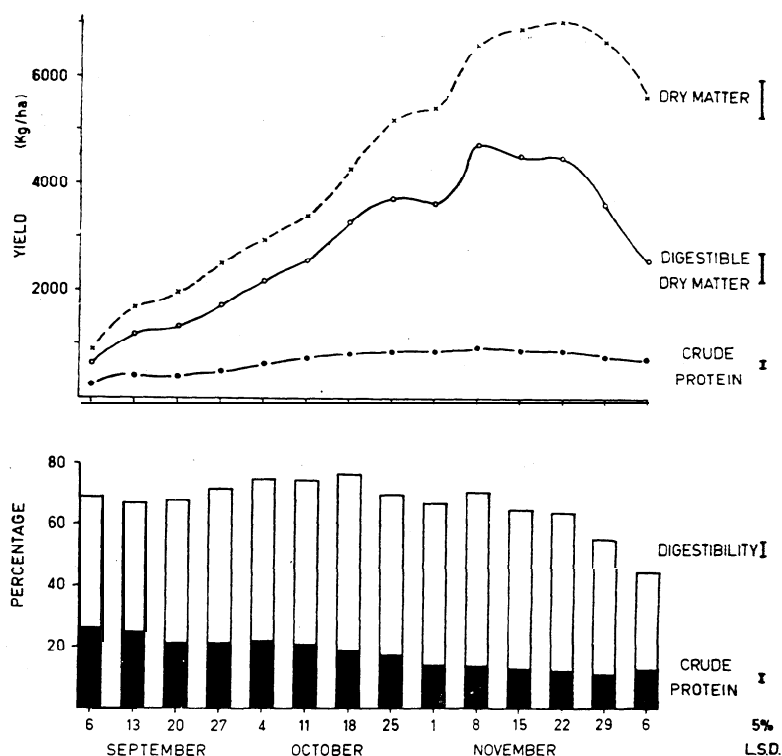 YIELD (Kg/ha)
6000
4000
2000
DRY MATTER
DIGESTIBLE
DRY MATTER
CRUDE
PROTEIN
PERCENTAGE
80
60
40
20
DIGESTIBILITY
CRUDE
PROTEIN
6 13 20 27 4 11 18 25 1 8 15 22 29 6 5%
SEPTEMBER OCTOBER NOVEMBER L.S.D.